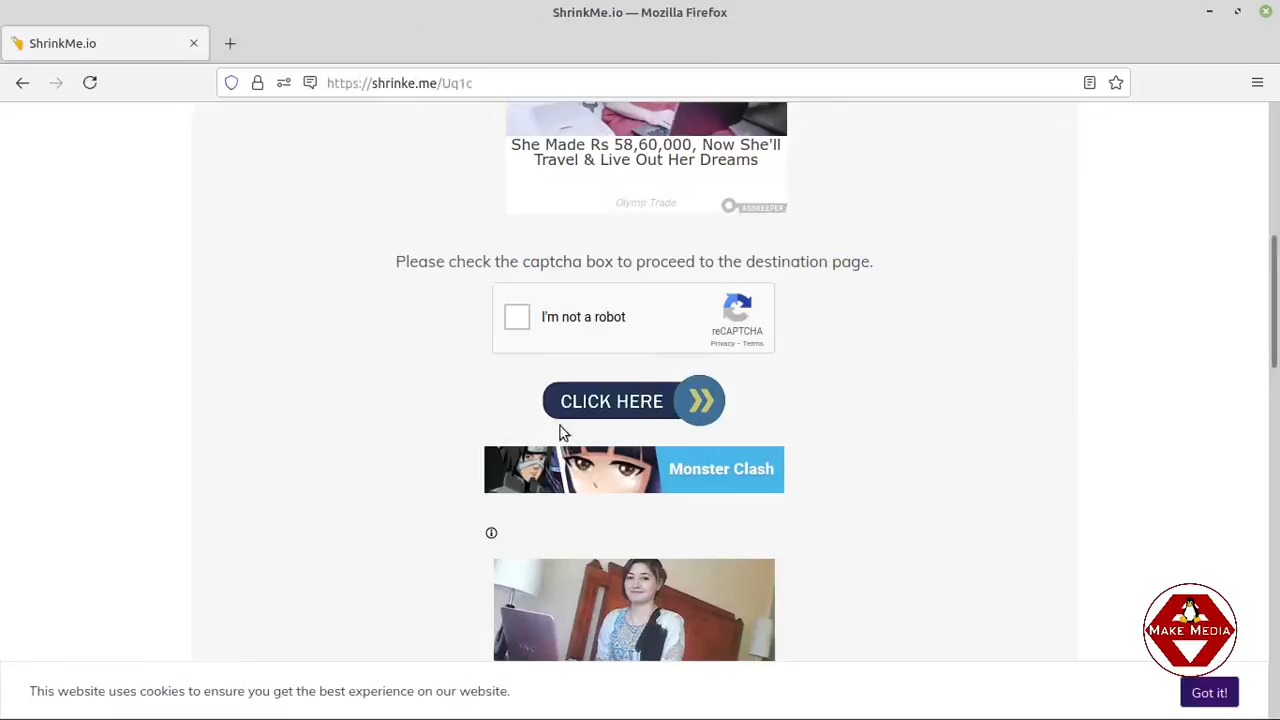 ShrinkMe.io — Mozilla Firefox
ShrinkMe.io
https://shrinke.me/Uq1c
She Made Rs 58,60,000, Now She'll
Travel & Live Out Her Dreams
Olymp Trade
ADSKEEPER
Please check the captcha box to proceed to the destination page.
I'm not a robot
reCAPTCHA
Privacy - Terms
CLICK HERE
Monster Clash
MAKE MEDIA
This website uses cookies to ensure you get the best experience on our website.
Got it!